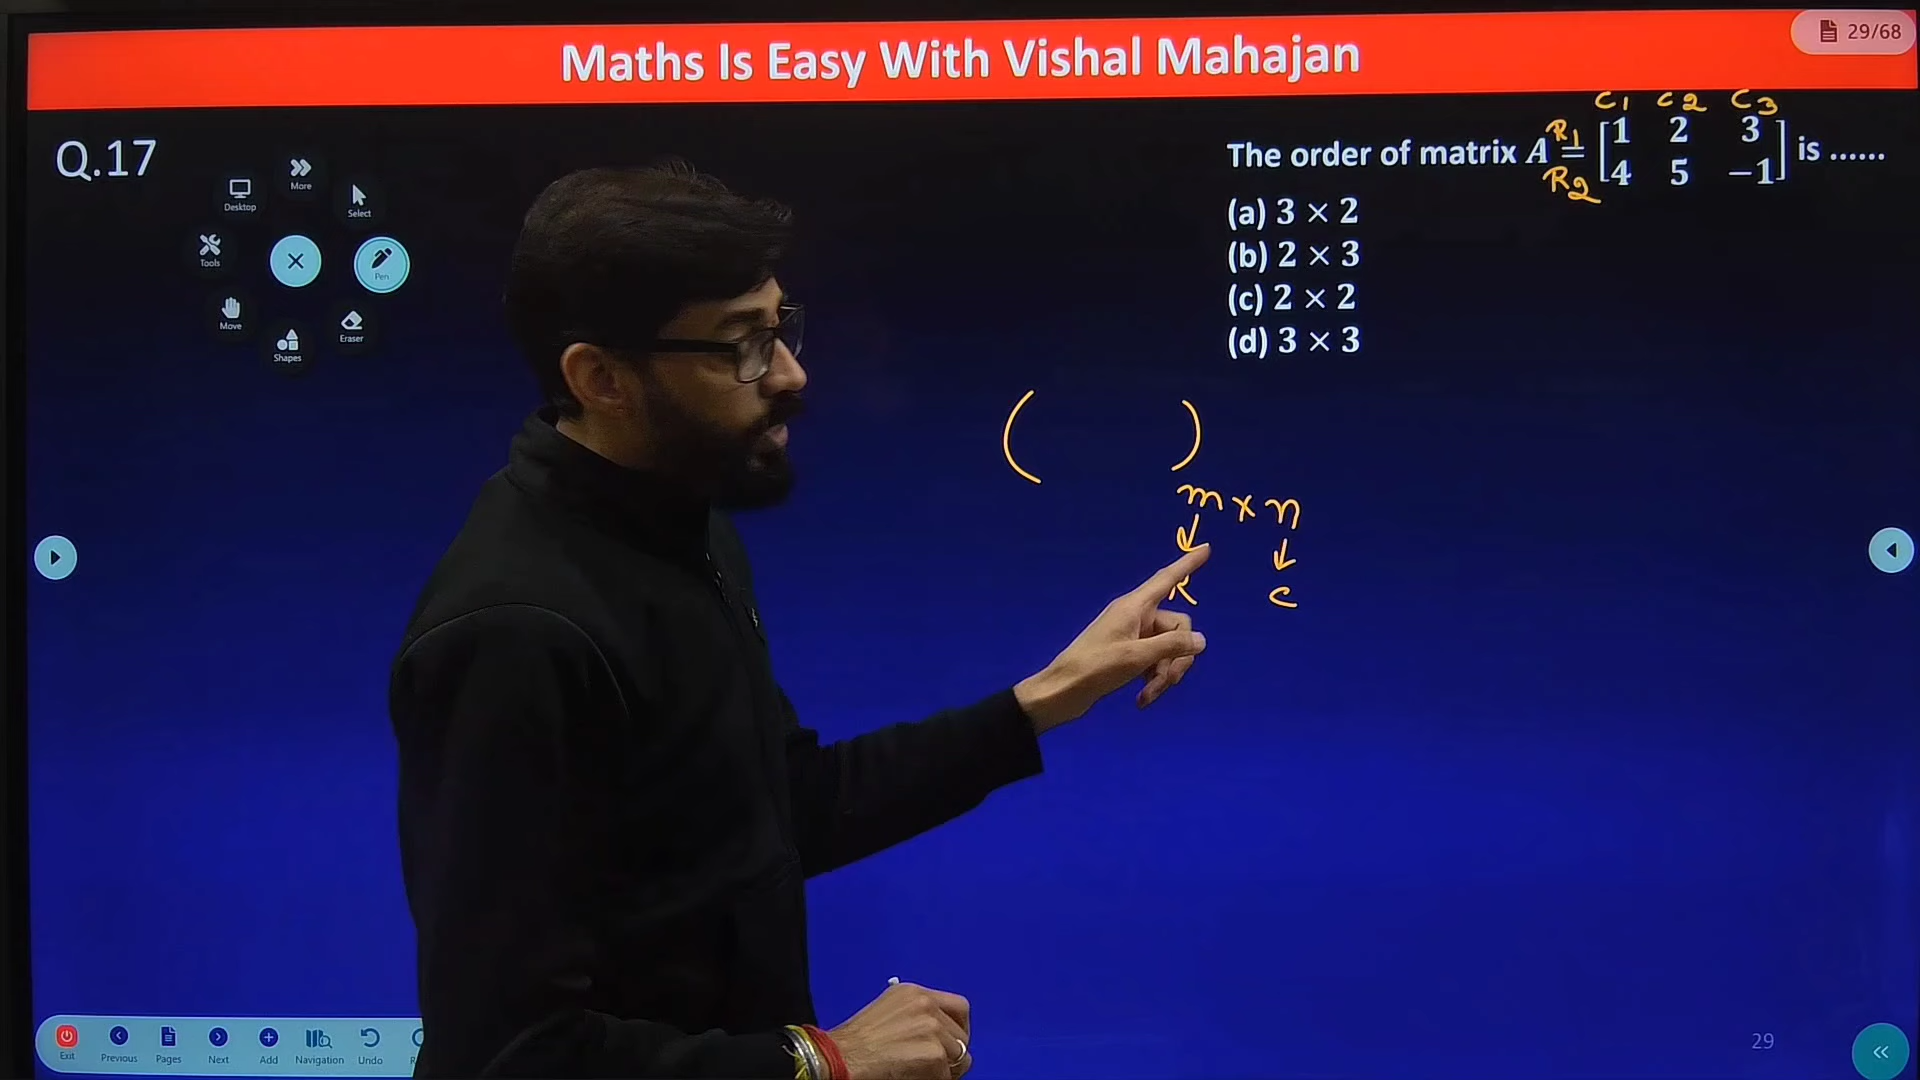 29/68
Maths Is Easy With Vishal Mahajan
Q.17
C1 C2 C3
The order of matrix A = [1 2 3
4 5 −1] is ......
R1
R2
(a) 3 × 2
(b) 2 × 3
(c) 2 × 2
(d) 3 × 3
( )
m × n
↓ ↓
R C
More
Desktop
Select
Tools
Pen
Move
Eraser
Shapes
Exit
Previous
Pages
Next
Add
Navigation
Undo
29